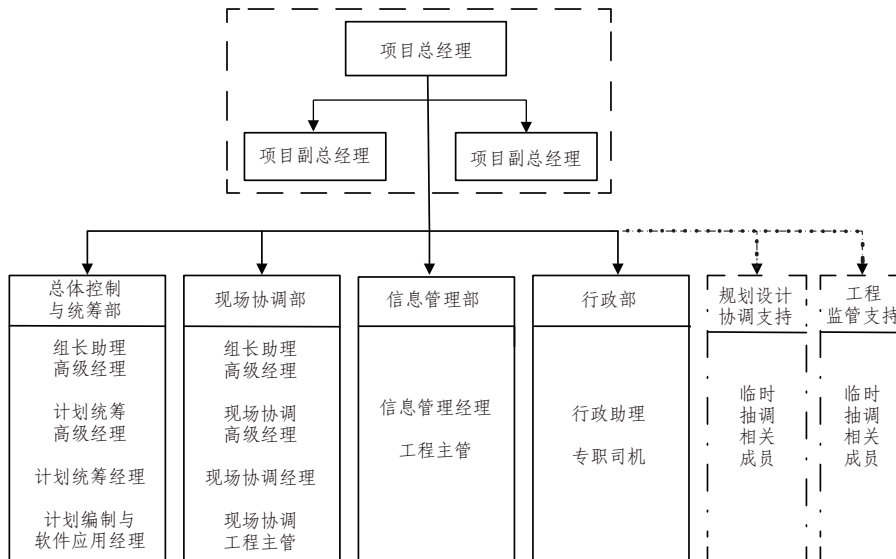 项目总经理
项目副总经理
项目副总经理
总体控制
与统筹部
组长助理
高级经理
计划统筹
高级经理
计划统筹经理
计划编制与
软件应用经理
现场协调部
组长助理
高级经理
现场协调
高级经理
现场协调经理
现场协调
工程主管
信息管理部
信息管理经理
工程主管
行政部
行政助理
专职司机
规划设计
协调支持
临时
抽调
相关
成员
工程
监管支持
临时
抽调
相关
成员